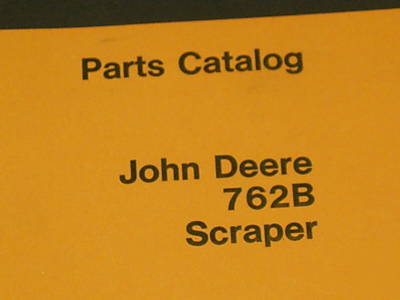 Parts Catalog
John Deere
762B
Scraper